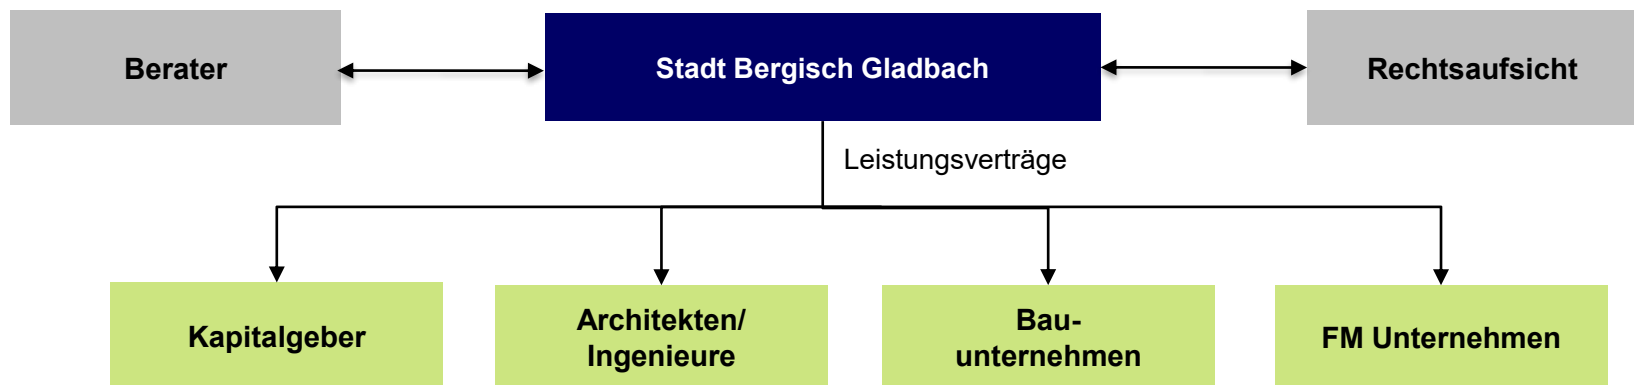 Berater
Stadt Bergisch Gladbach
Rechtsaufsicht
Leistungsverträge
Kapitalgeber
Architekten/
Ingenieure
Bau-
unternehmen
FM Unternehmen